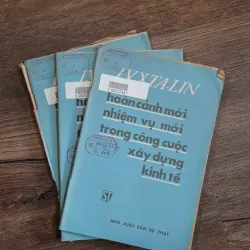 I.V.XTALIN
hoàn cảnh mới
nhiệm vụ mới
trong công cuộc
xây dựng
kinh tế
ST
NHÀ XUẤT BẢN SỰ THẬT